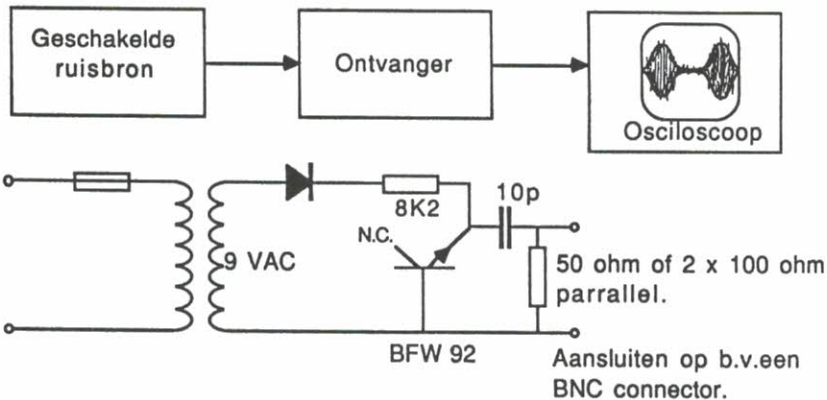 Geschakelde
ruisbron
Ontvanger
Osciloscoop
10p
8K2
N.C.
9 VAC
50 ohm of 2 x 100 ohm
parrallel.
BFW 92
Aansluiten op b.v.een
BNC connector.